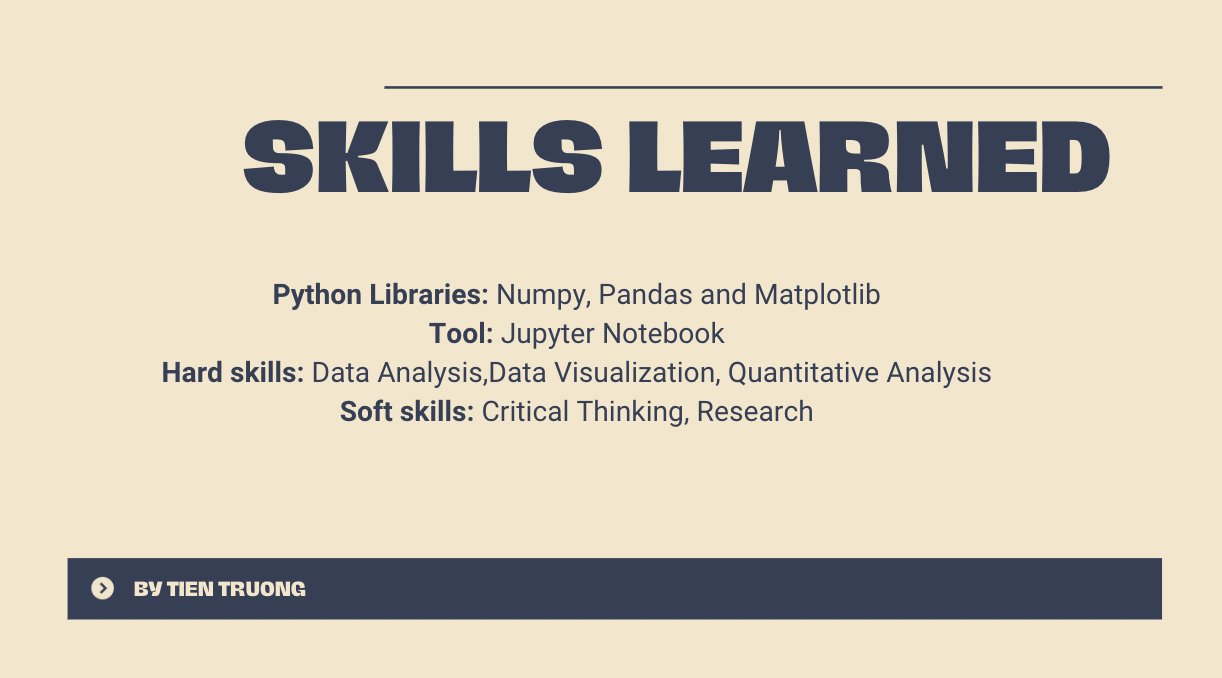 SKILLS LEARNED
Python Libraries: Numpy, Pandas and Matplotlib
Tool: Jupyter Notebook
Hard skills: Data Analysis,Data Visualization, Quantitative Analysis
Soft skills: Critical Thinking, Research
BY TIEN TRUONG